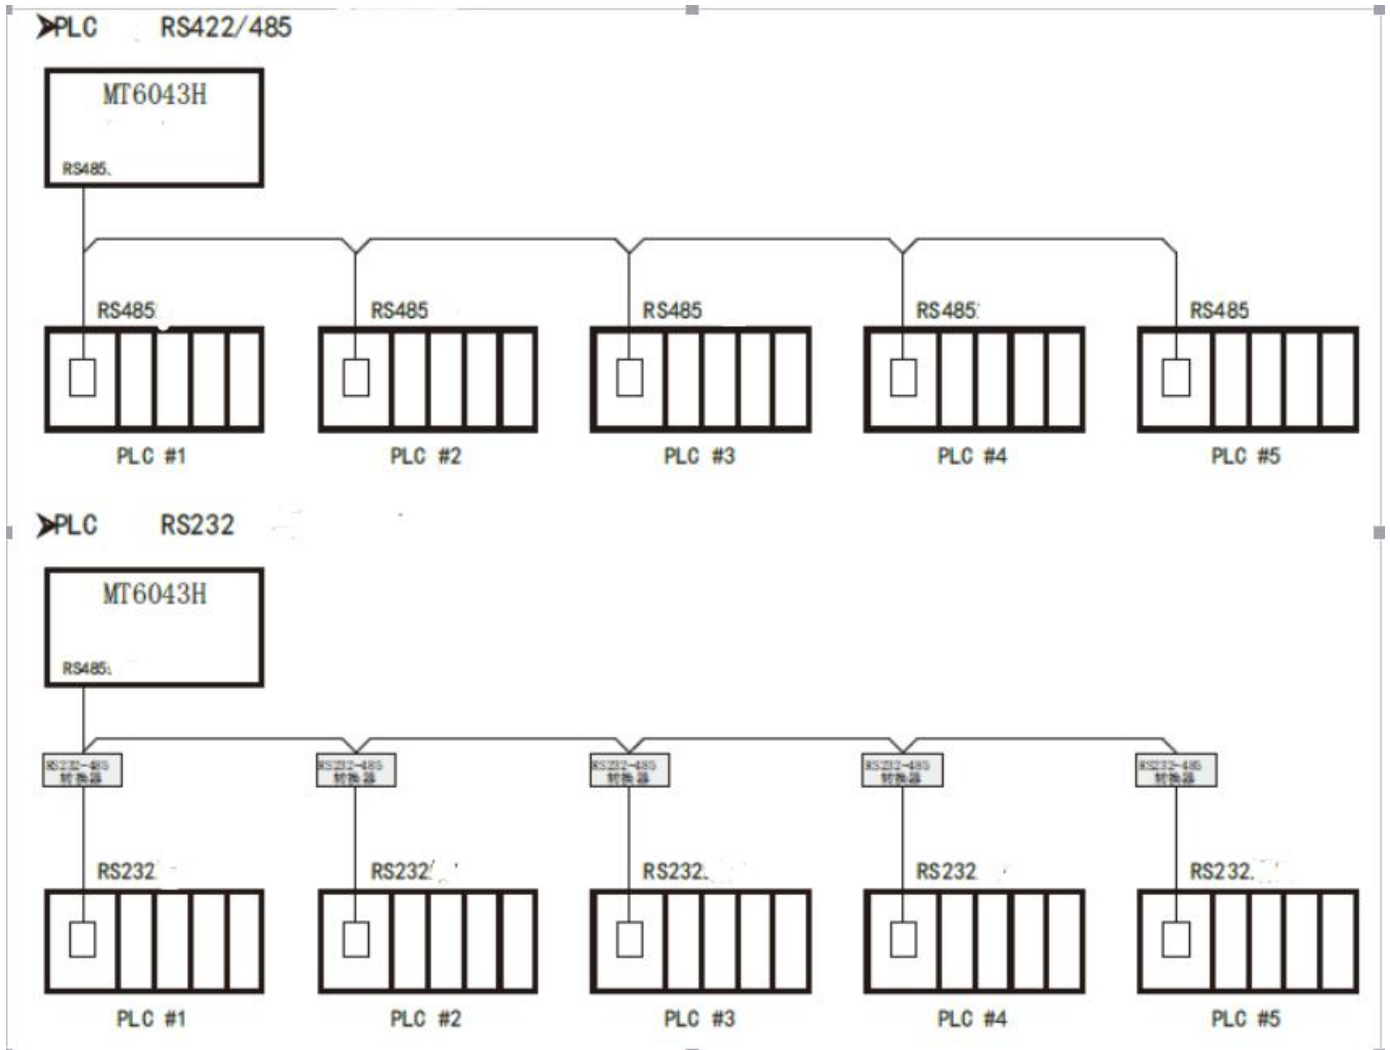 PLC RS422/485
MT6043H
RS485
RS485 RS485 RS485 RS485 RS485
PLC #1 PLC #2 PLC #3 PLC #4 PLC #5
PLC RS232
MT6043H
RS485
RS232-485 RS232-485 RS232-485 RS232-485 RS232-485
转换器 转换器 转换器 转换器 转换器
RS232 RS232 RS232 RS232 RS232
PLC #1 PLC #2 PLC #3 PLC #4 PLC #5